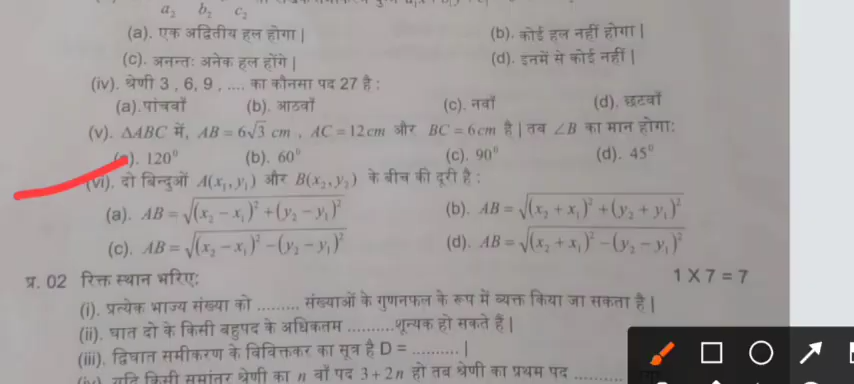 a₂ b₂ c₂
(a). एक अद्वितीय हल होगा |
(b). कोई हल नहीं होगा |
(c). अनन्तः अनेक हल होंगे |
(d). इनमें से कोई नहीं |
(iv). श्रेणी 3 , 6, 9 , .... का कौनसा पद 27 है :
(a).पांचवाँ (b). आठवाँ (c). नवाँ (d). छटवाँ
(v). ΔABC में, AB = 6√3 cm , AC = 12cm और BC = 6cm है | तब ∠B का मान होगा:
(a). 120⁰ (b). 60⁰ (c). 90⁰ (d). 45⁰
(vi). दो बिन्दुओं A(x₁, y₁) और B(x₂, y₂) के बीच की दूरी है :
(a). AB = √(x₂ − x₁)² + (y₂ − y₁)² (b). AB = √(x₂ + x₁)² + (y₂ + y₁)²
(c). AB = √(x₂ − x₁)² − (y₂ − y₁)² (d). AB = √(x₂ + x₁)² − (y₂ − y₁)²
प्र. 02 रिक्त स्थान भरिए: 1 X 7 = 7
(i). प्रत्येक भाज्य संख्या को ......... संख्याओं के गुणनफल के रूप में व्यक्त किया जा सकता है |
(ii). घात दो के किसी बहुपद के अधिकतम ..........शून्यक हो सकते हैं |
(iii). द्विघात समीकरण के विविक्तकर का सूत्र है D = .......... |
यदि किसी समांतर श्रेणी का n वाँ पद 3 + 2n हो तब श्रेणी का प्रथम पद ..........